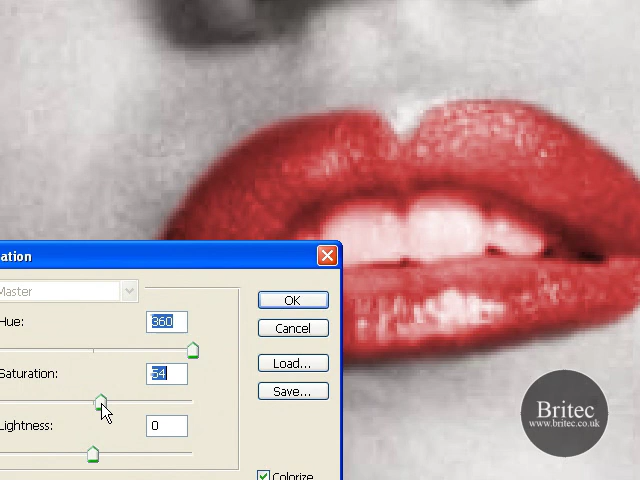 ation
Master
Hue:
360
Saturation:
54
Lightness:
0
OK
Cancel
Load...
Save...
Colorize
Britec
www.britec.co.uk